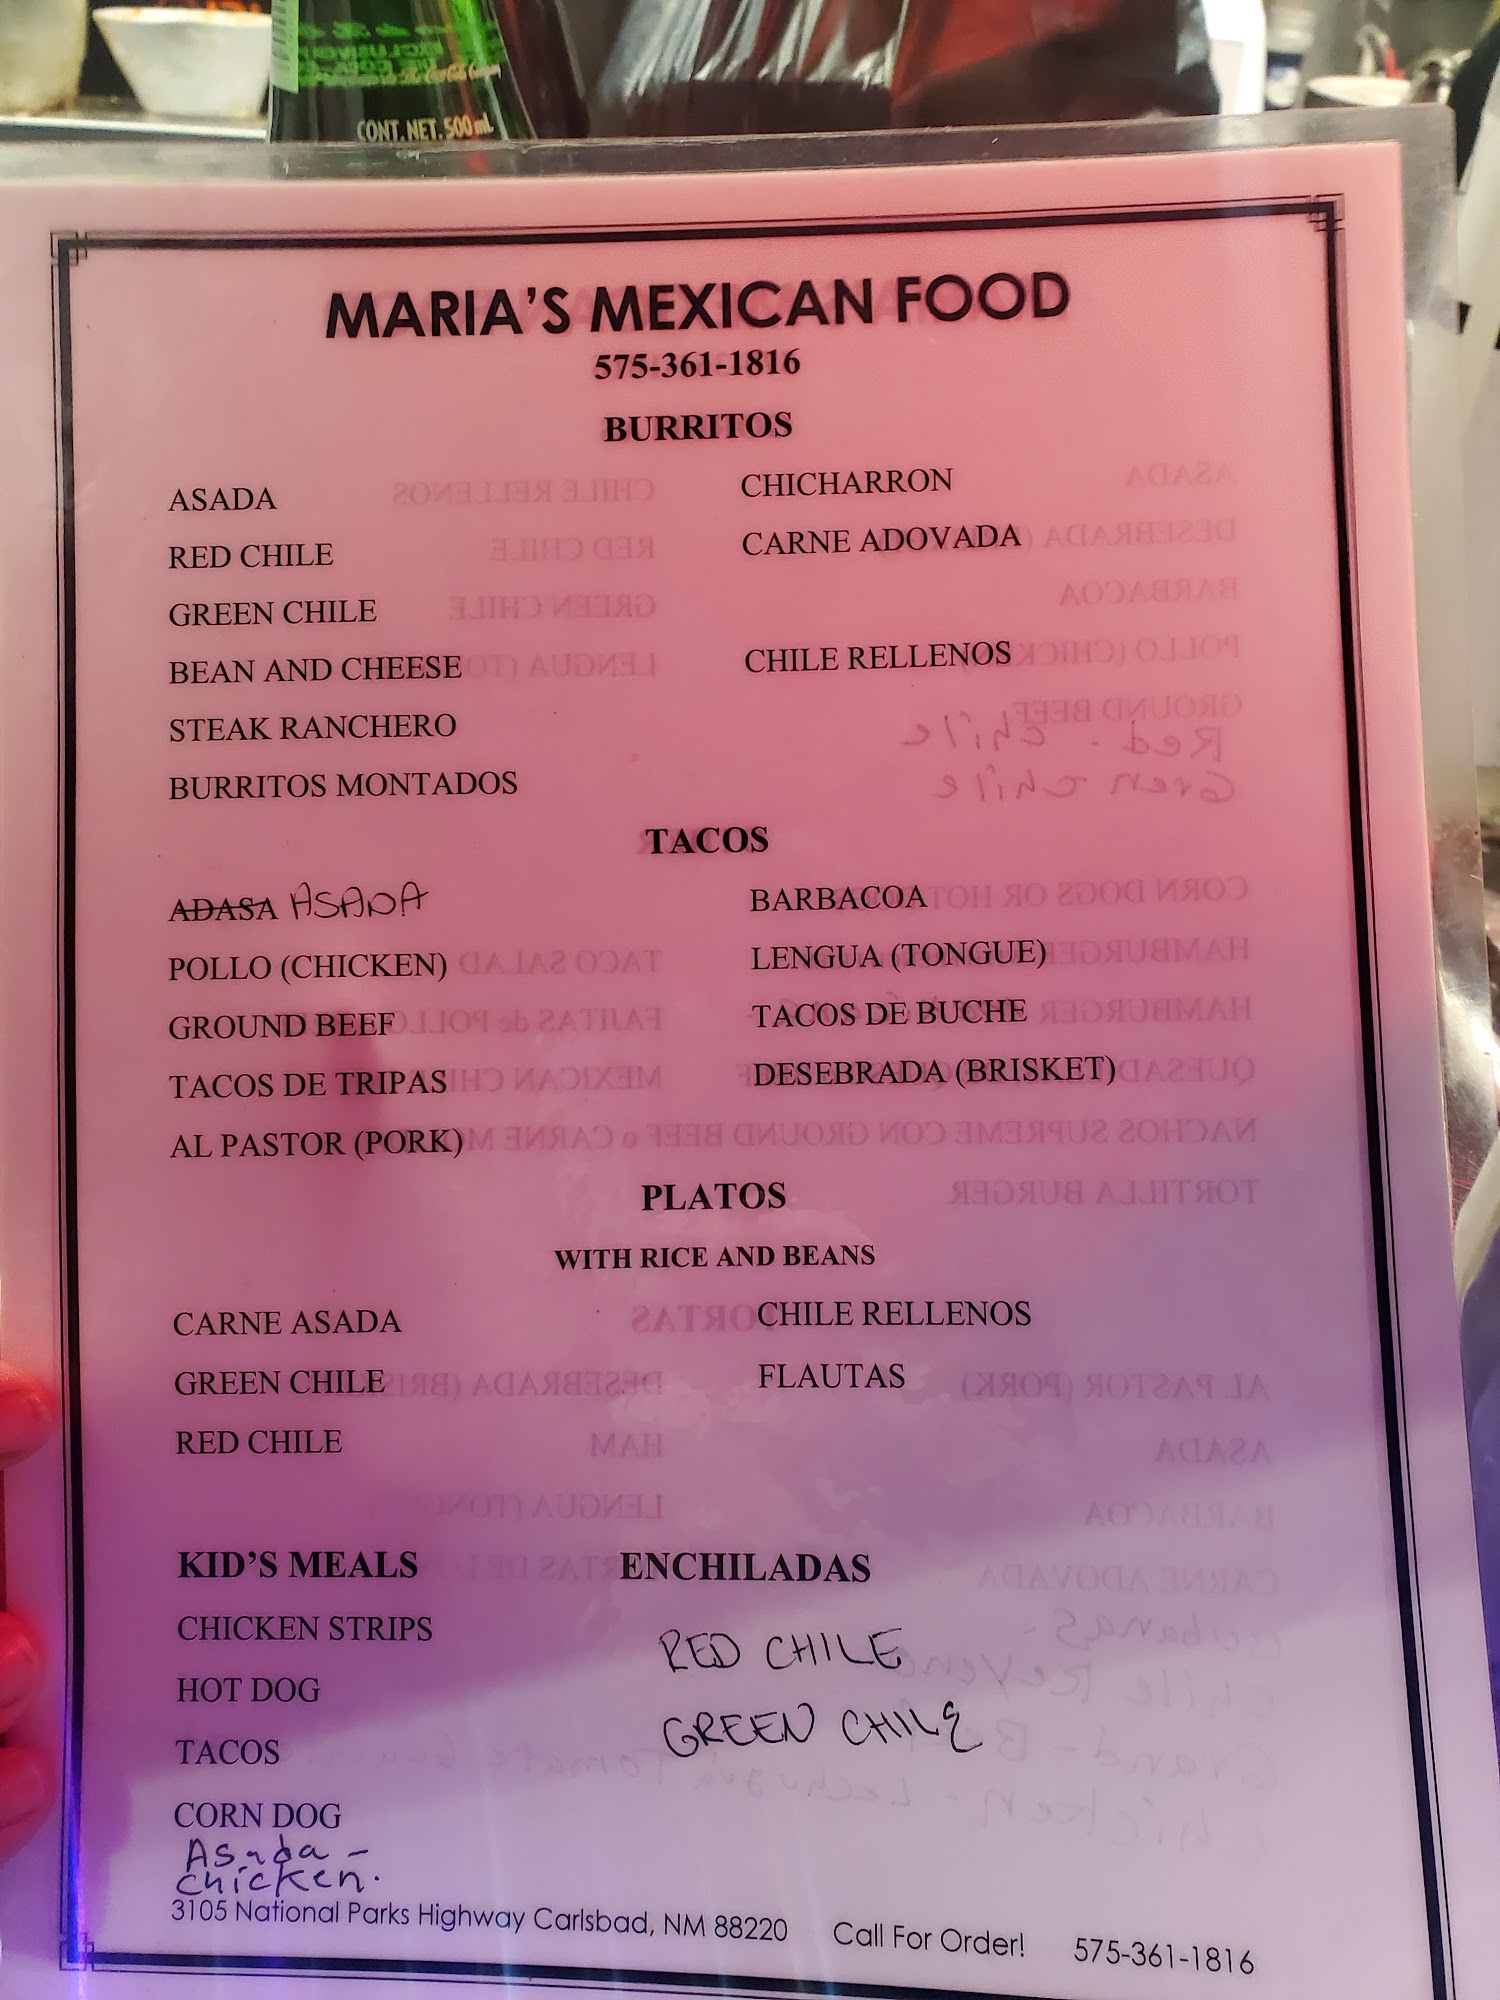 CONT. NET. 500 mL
MARIA'S MEXICAN FOOD
575-361-1816
BURRITOS
ASADA
RED CHILE
GREEN CHILE
BEAN AND CHEESE
STEAK RANCHERO
BURRITOS MONTADOS
CHICHARRON
CARNE ADOVADA
CHILE RELLENOS
TACOS
ADASA ASADA
POLLO (CHICKEN)
GROUND BEEF
TACOS DE TRIPAS
AL PASTOR (PORK)
BARBACOA
LENGUA (TONGUE)
TACOS DE BUCHE
DESEBRADA (BRISKET)
PLATOS
WITH RICE AND BEANS
CARNE ASADA
GREEN CHILE
RED CHILE
CHILE RELLENOS
FLAUTAS
KID'S MEALS
CHICKEN STRIPS
HOT DOG
TACOS
CORN DOG
Asada -
chicken.
ENCHILADAS
RED CHILE
GREEN CHILE
3105 National Parks Highway Carlsbad, NM 88220 Call For Order! 575-361-1816